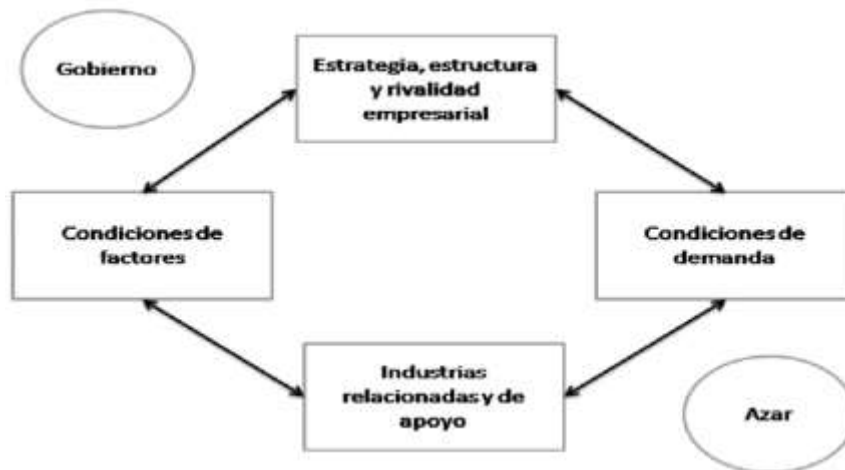 Gobierno
Estrategia, estructura
y rivalidad
empresarial
Condiciones de
factores
Condiciones de
demanda
Industrias
relacionadas y de
apoyo
Azar